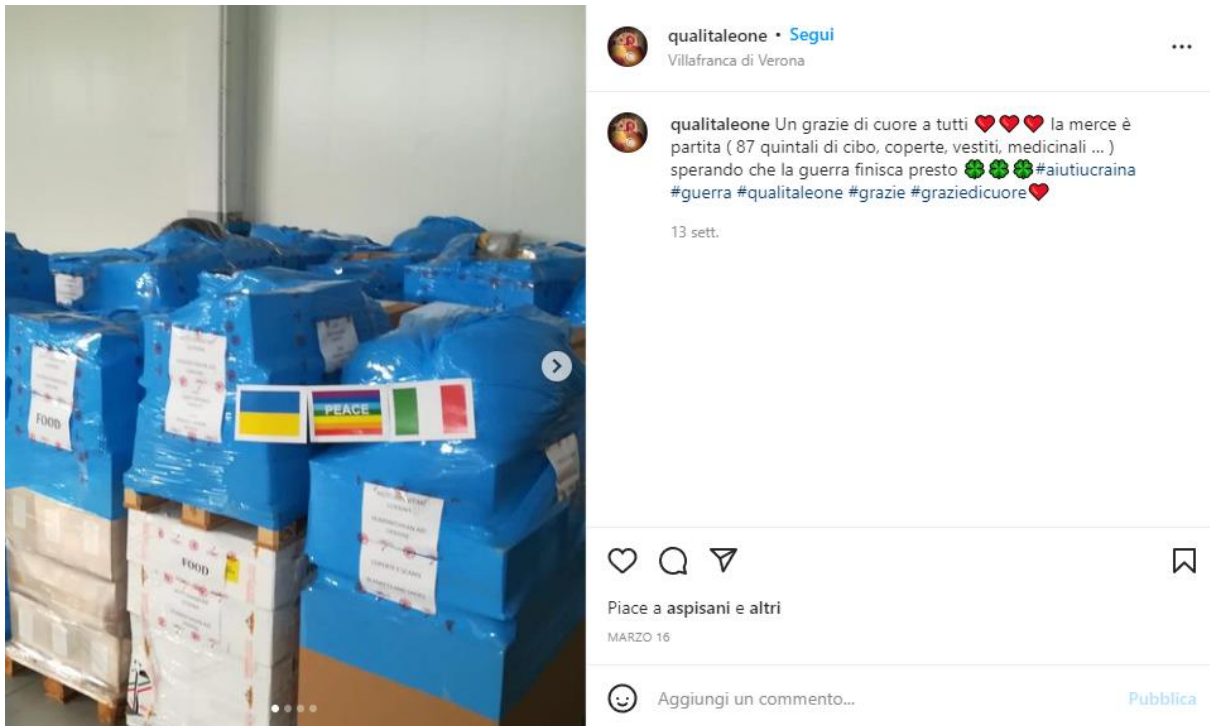 qualitaleone • Segui
Villafranca di Verona
qualitaleone Un grazie di cuore a tutti ❤️❤️❤️ la merce è
partita ( 87 quintali di cibo, coperte, vestiti, medicinali ... )
sperando che la guerra finisca presto 🍀🍀🍀#aiutiucraina
#guerra #qualitaleone #grazie #graziedicuore❤️
13 sett.
FOOD
PEACE
FOOD
Piace a aspisani e altri
MARZO 16
Aggiungi un commento...
Pubblica